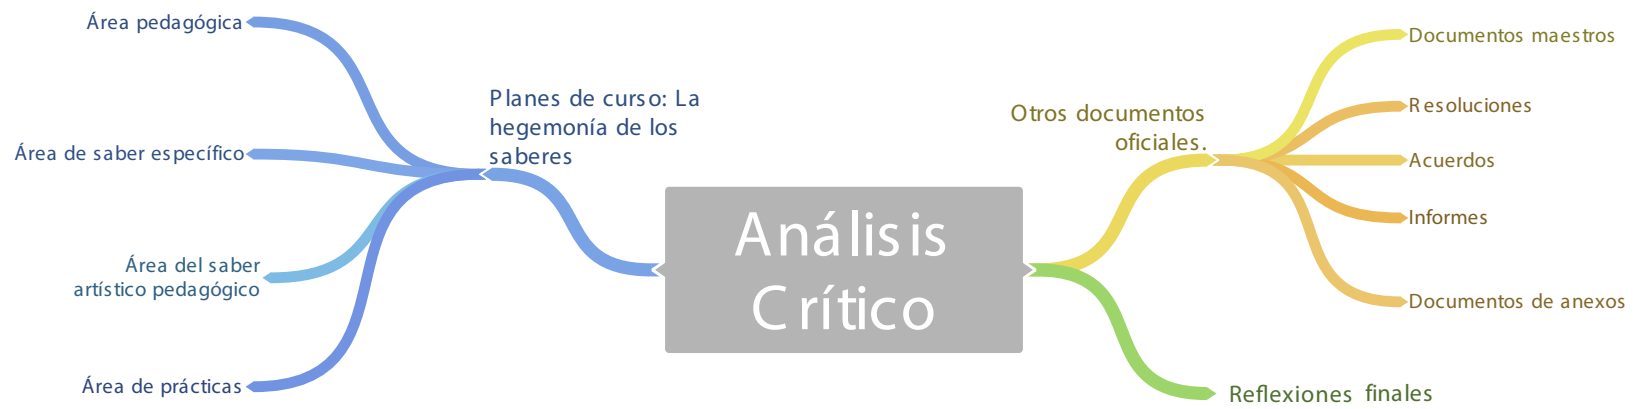 Área pedagógica
Área de saber específico
Área del saber
artístico pedagógico
Área de prácticas
Planes de curso: La
hegemonía de los
saberes
Análisis
Crítico
Otros documentos
oficiales.
Documentos maestros
Resoluciones
Acuerdos
Informes
Documentos de anexos
Reflexiones finales